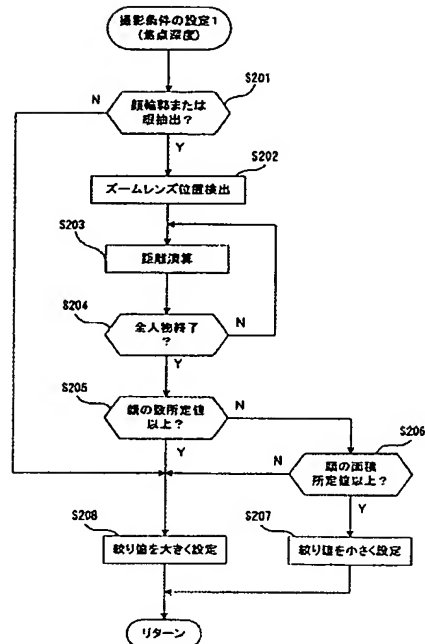 撮影条件の設定1
(焦点深度)
S201
顔輪郭または
眼抽出?
N
Y
S202
ズームレンズ位置検出
S203
距離演算
S204
全人物終了
?
N
Y
S205
顔の数所定値
以上?
N
Y
S206
顔の面積
所定値以上?
N
Y
S208
絞り値を大きく設定
S207
絞り値を小さく設定
リターン